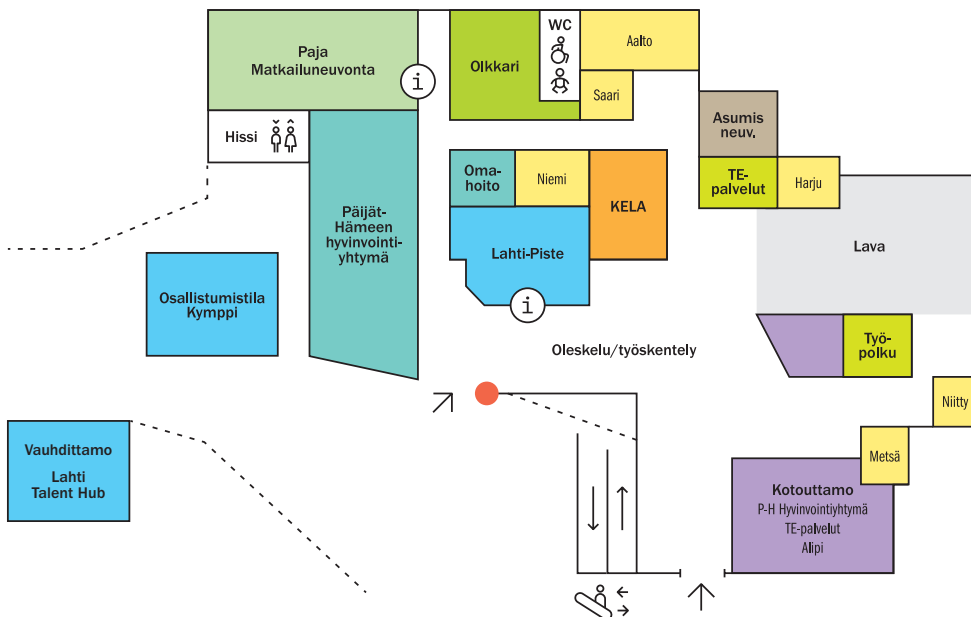 Paja
Matkailuneuvonta
i
Olkkari
WC
Aalto
Saari
Hissi
Asumis
neuv.
TE-
palvelut
Harju
Oma-
hoito
Niemi
KELA
Päijät-
Hämeen
hyvinvointi-
yhtymä
Lahti-Piste
i
Lava
Osallistumistila
Kymppi
Oleskelu/työskentely
Työ-
polku
Niitty
Metsä
Vauhdittamo
Lahti
Talent Hub
Kotouttamo
P-H Hyvinvointiyhtymä
TE-palvelut
Alipi